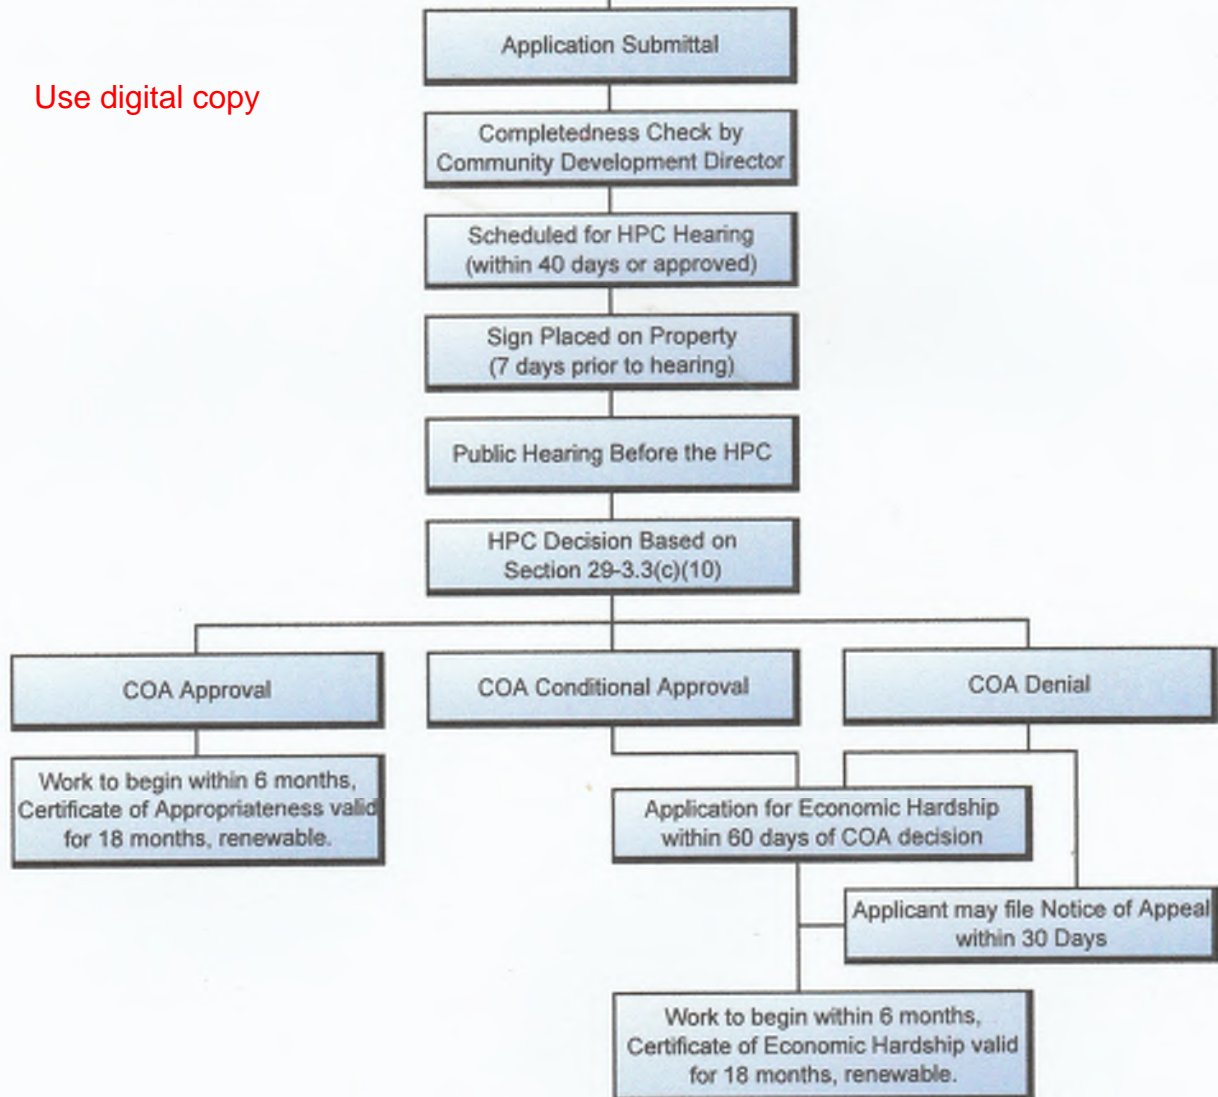 Application Submittal
Use digital copy
Completedness Check by
Community Development Director
Scheduled for HPC Hearing
(within 40 days or approved)
Sign Placed on Property
(7 days prior to hearing)
Public Hearing Before the HPC
HPC Decision Based on
Section 29-3.3(c)(10)
COA Approval
COA Conditional Approval
COA Denial
Work to begin within 6 months,
Certificate of Appropriateness valid
for 18 months, renewable.
Application for Economic Hardship
within 60 days of COA decision
Applicant may file Notice of Appeal
within 30 Days
Work to begin within 6 months,
Certificate of Economic Hardship valid
for 18 months, renewable.